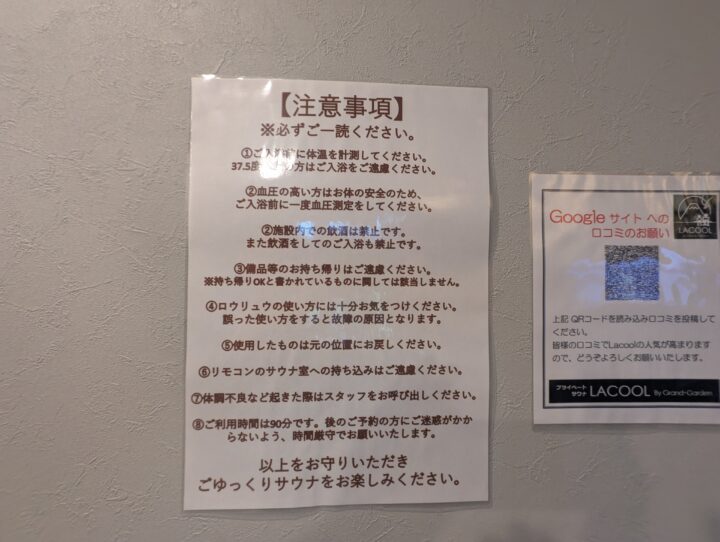 【注意事項】
※必ずご一読ください。
①ご入浴前に体温を計測してください。
37.5度 の方はご入浴をご遠慮ください。
②血圧の高い方はお体の安全のため、
ご入浴前に一度血圧測定をしてください。
②施設内での飲酒は禁止です。
また飲酒をしてのご入浴も禁止です。
③備品等のお持ち帰りはご遠慮ください。
※持ち帰りOKと書かれているものに関しては該当しません。
④ロウリュウの使い方には十分お気をつけください。
誤った使い方をすると故障の原因となります。
⑤使用したものは元の位置にお戻しください。
⑥リモコンのサウナ室への持ち込みはご遠慮ください。
⑦体調不良など起きた際はスタッフをお呼び出しください。
⑧ご利用時間は90分です。後のご予約の方にご迷惑がかか
らないよう、時間厳守でお願いいたします。
以上をお守りいただき
ごゆっくりサウナをお楽しみください。
Google サイト への
口コミのお願い
LACOOL
上記 QRコードを読み込み口コミを投稿して
ください。
皆様の口コミでLacoolの人気が高まります
ので、どうぞよろしくお願いいたします。
プライベート
サウナ LACOOL By Grand-Garden